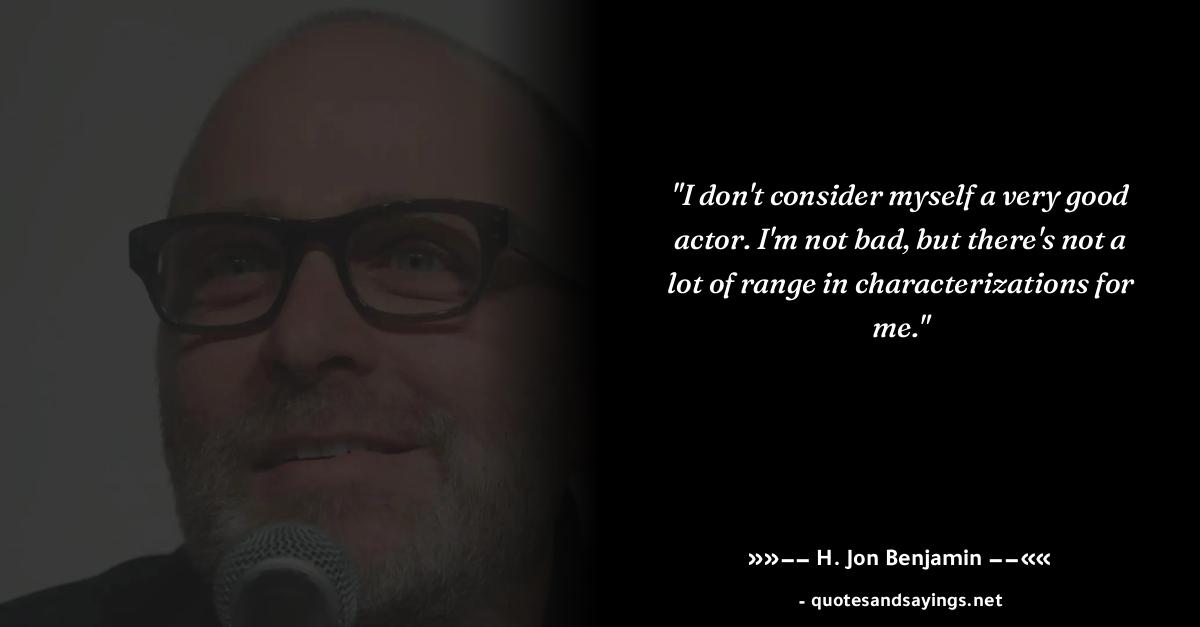 "I don't consider myself a very good
actor. I'm not bad, but there's not a
lot of range in characterizations for
me."
»»−− H. Jon Benjamin −−««
- quotesandsayings.net